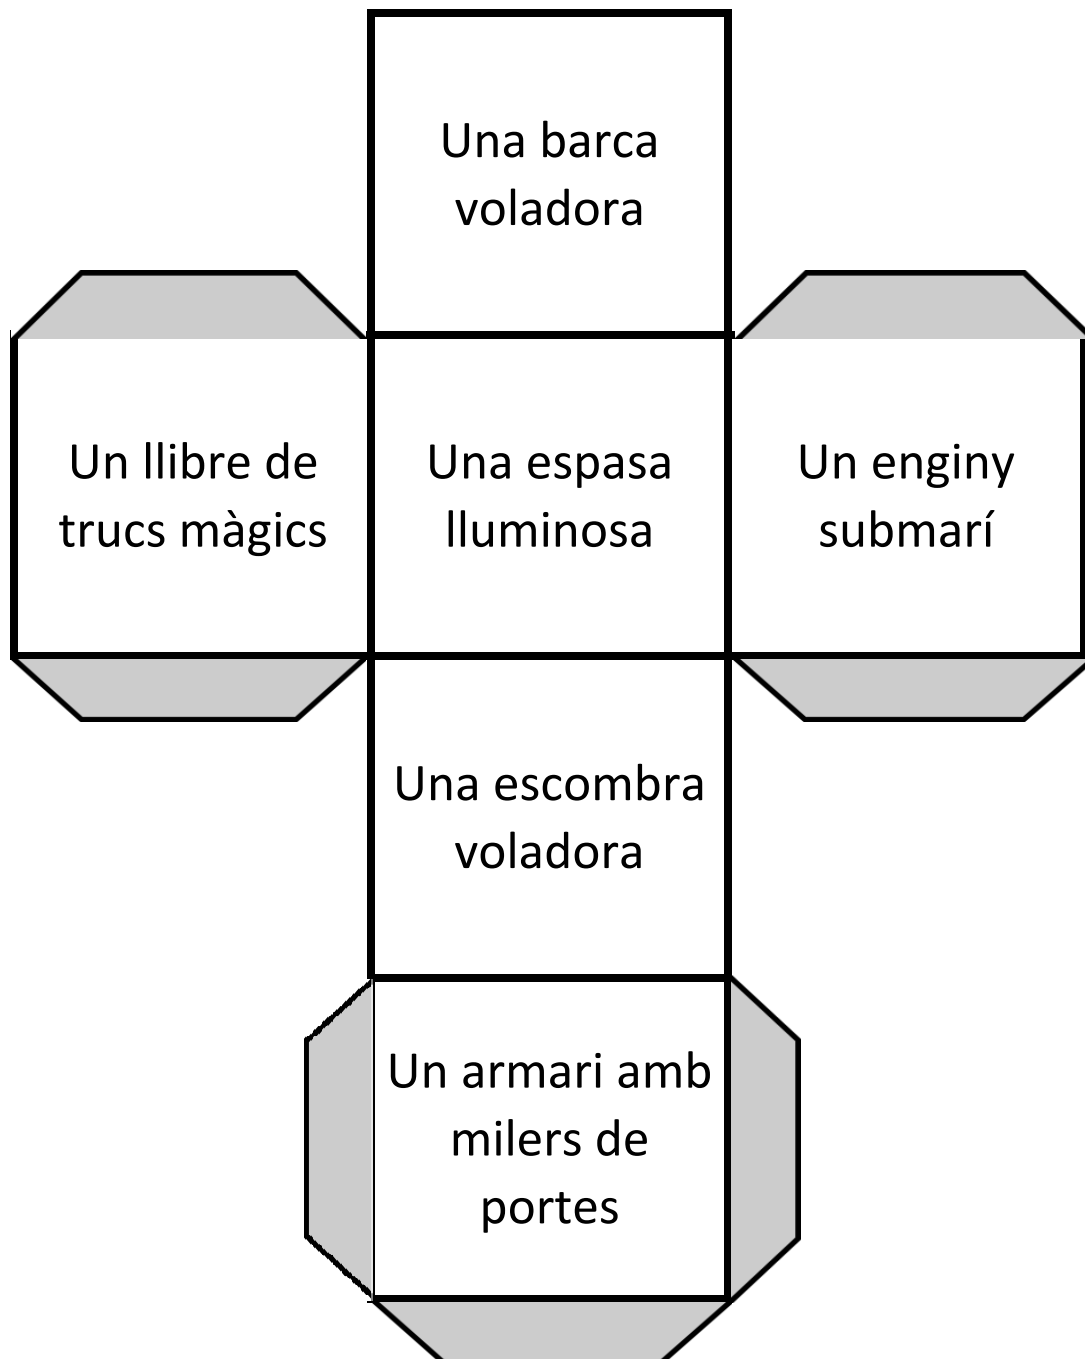 Una barca
voladora
Un llibre de
trucs màgics
Una espasa
lluminosa
Un enginy
submarí
Una escombra
voladora
Un armari amb
milers de
portes